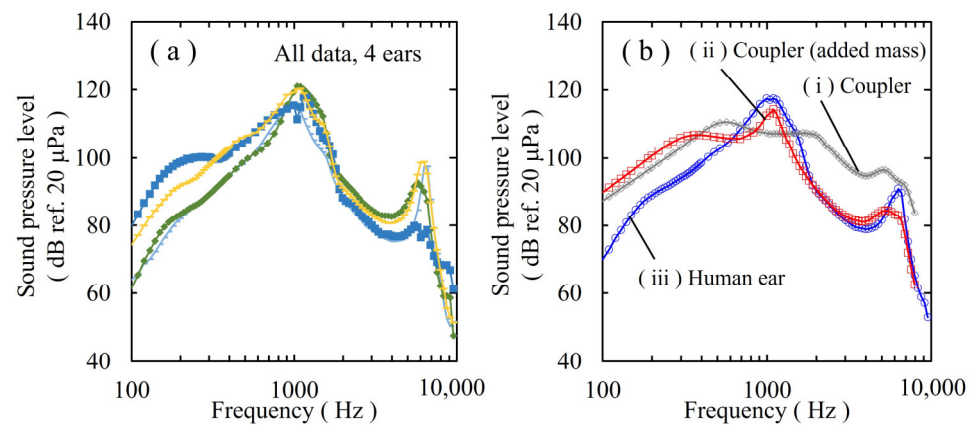 ( a )
All data, 4 ears
Sound pressure level
( dB ref. 20 µPa )
140
120
100
80
60
40
100
1000
10,000
Frequency ( Hz )
( b )
( ii ) Coupler (added mass)
( i ) Coupler
( iii ) Human ear
Sound pressure level
( dB ref. 20 µPa )
140
120
100
80
60
40
100
1000
10,000
Frequency ( Hz )